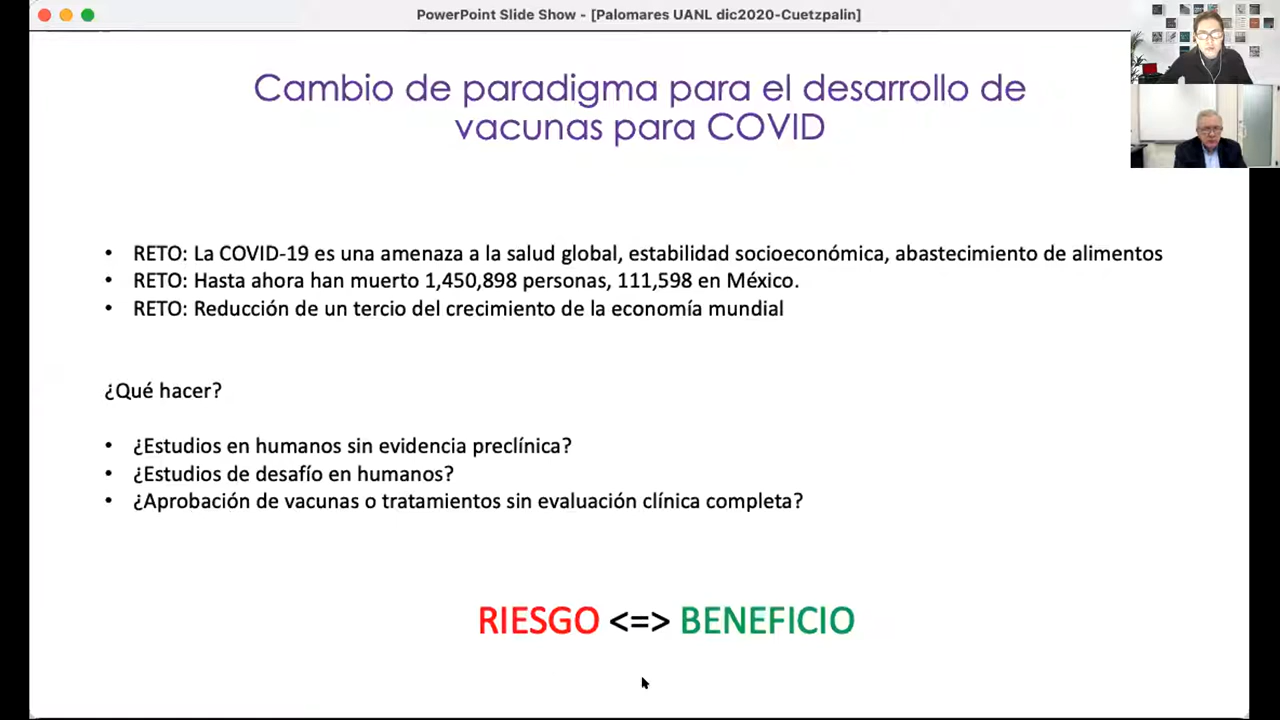 PowerPoint Slide Show - [Palomares UANL dic2020-Cuetzpalin]
Cambio de paradigma para el desarrollo de
vacunas para COVID
• RETO: La COVID-19 es una amenaza a la salud global, estabilidad socioeconómica, abastecimiento de alimentos
• RETO: Hasta ahora han muerto 1,450,898 personas, 111,598 en México.
• RETO: Reducción de un tercio del crecimiento de la economía mundial
¿Qué hacer?
• ¿Estudios en humanos sin evidencia preclínica?
• ¿Estudios de desafío en humanos?
• ¿Aprobación de vacunas o tratamientos sin evaluación clínica completa?
RIESGO <=> BENEFICIO